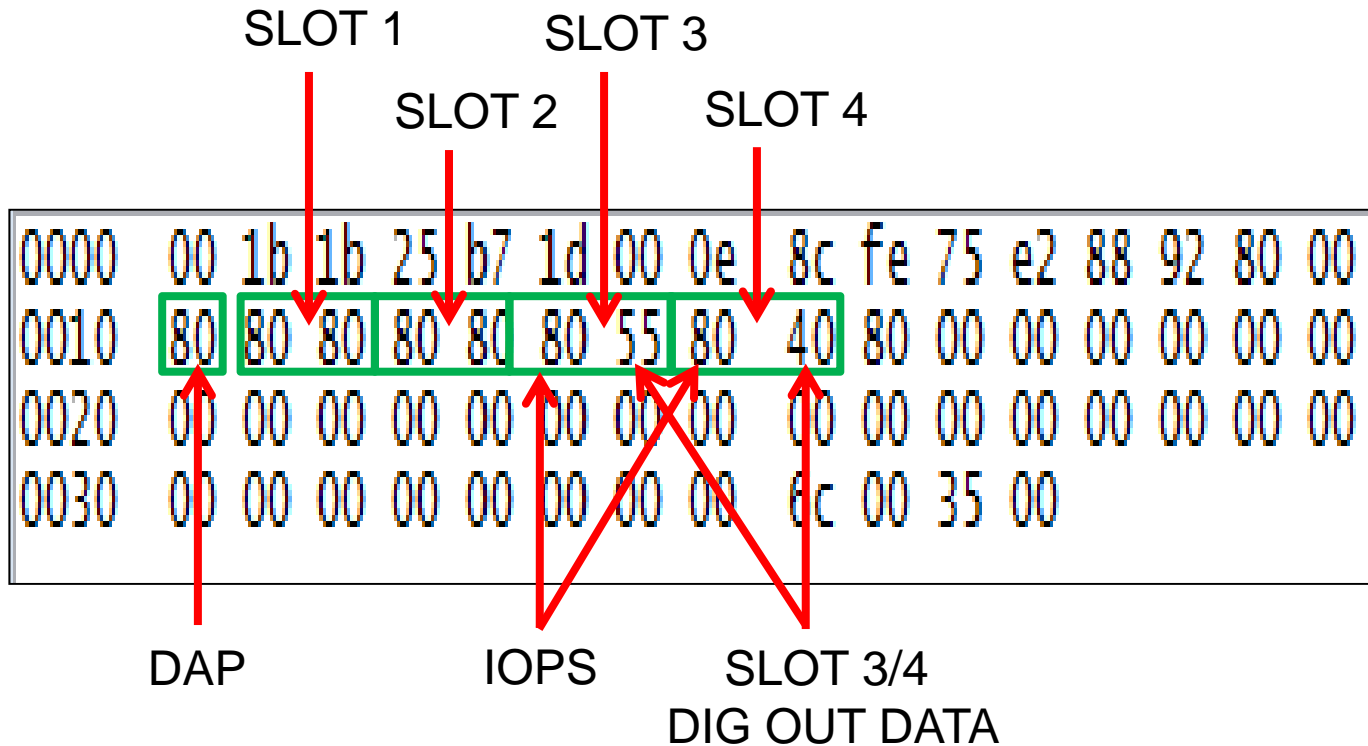 SLOT 1
SLOT 3
SLOT 2
SLOT 4
0000 00 1b 1b 25 b7 1d 00 0e 8c fe 75 e2 88 92 80 00
0010 80 80 80 80 80 80 55 80 40 80 00 00 00 00 00 00
0020 00 00 00 00 00 00 00 00 00 00 00 00 00 00 00 00
0030 00 00 00 00 00 00 00 00 6c 00 35 00
DAP
IOPS
SLOT 3/4
DIG OUT DATA